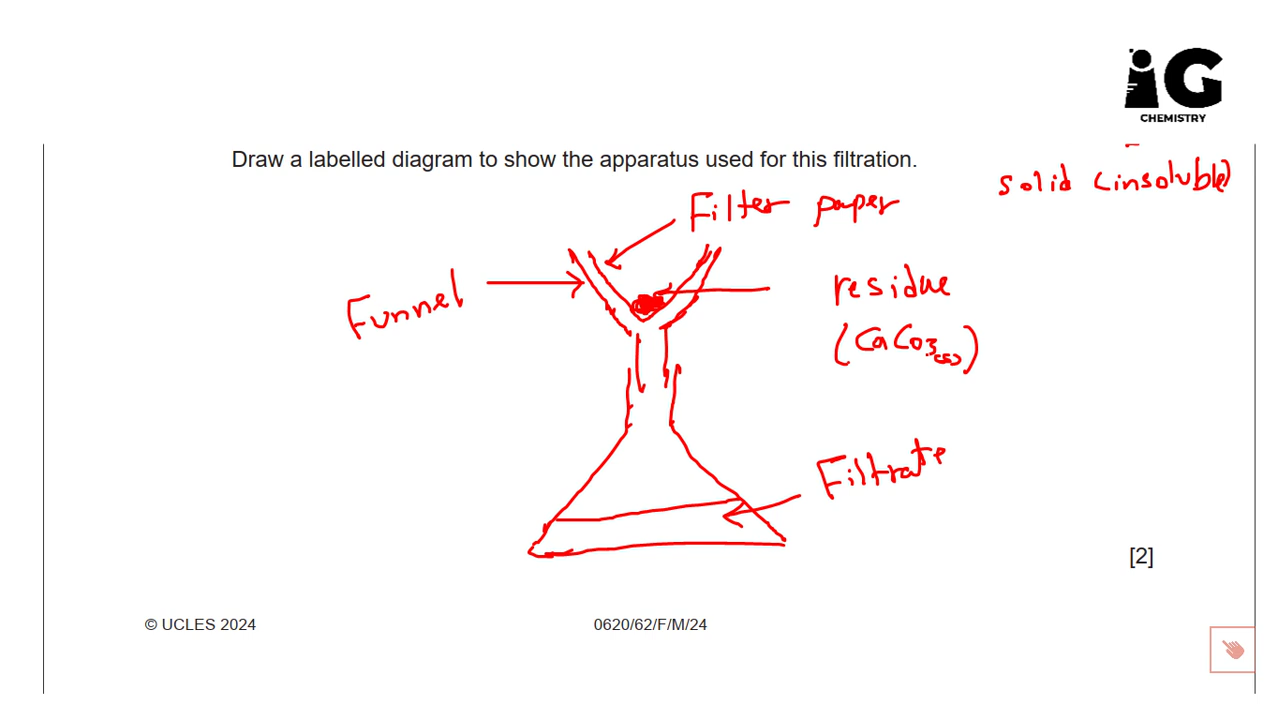 iG
CHEMISTRY
Draw a labelled diagram to show the apparatus used for this filtration.
solid (insoluble)
Filter paper
Funnel
residue
(CaCO3(s))
Filtrate
[2]
© UCLES 2024
0620/62/F/M/24